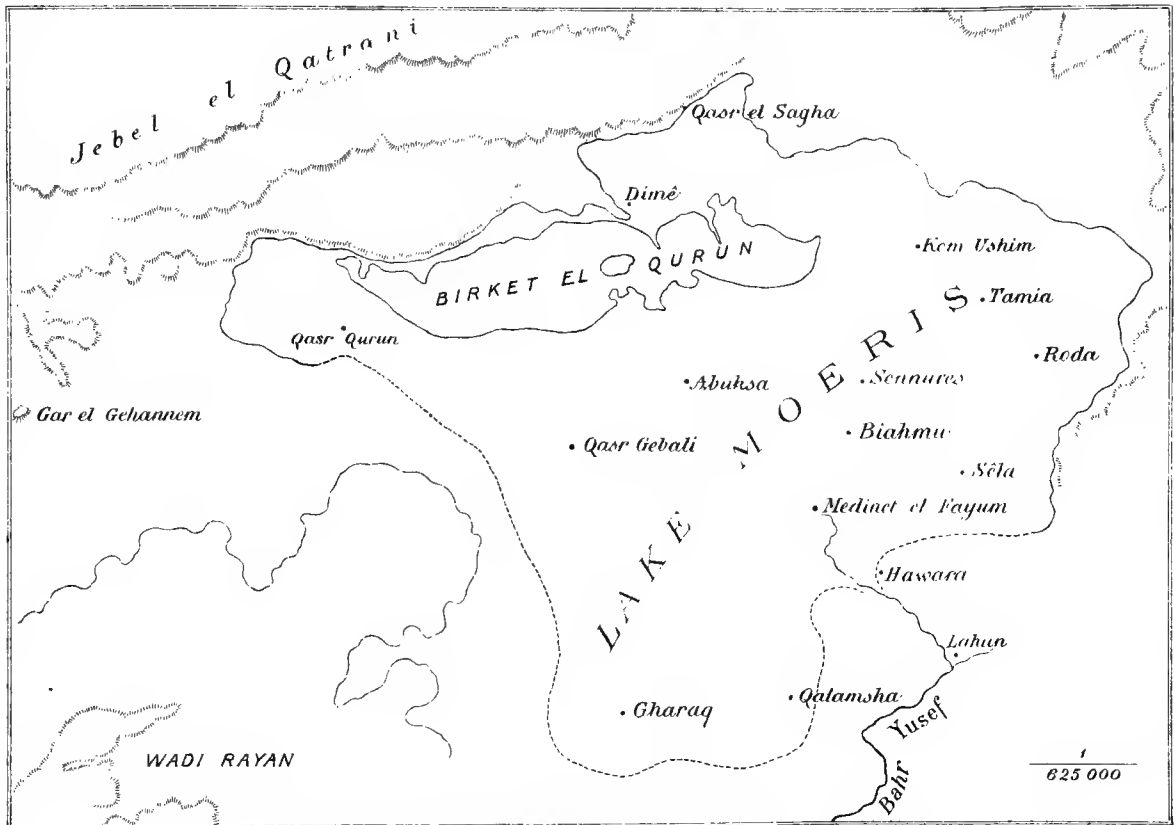 Jebel el Qatrani
Qasr el Sagha
Dimê
Kom Ushim
BIRKET EL QURUN
Tamia
Qasr Qurun
Roda
Abuksa
Sennures
Gar el Gehannem
Biahmu
Qasr Gebali
LAKE MOERIS
Sêla
Medinet el Fayum
Hawara
Lahun
Qalamsha
Gharaq
Bahr Yusef
WADI RAYAN
1
625 000